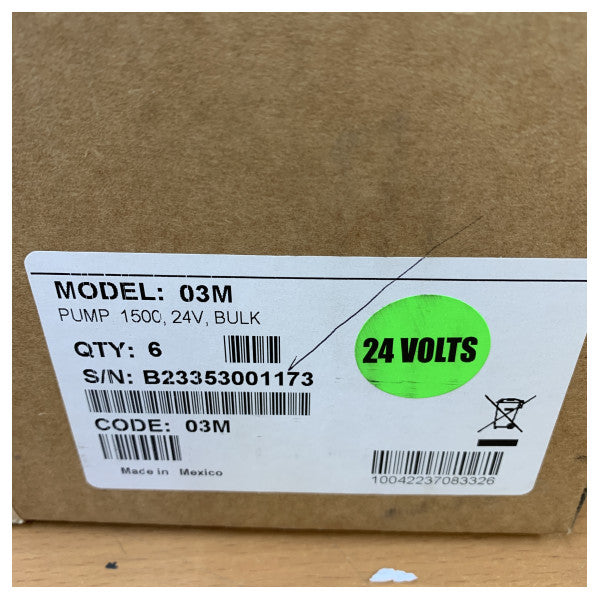 MODEL: 03M
PUMP 1500, 24V, BULK
QTY: 6
24 VOLTS
S/N: B23353001173
CODE: 03M
Made in Mexico
10042237083326